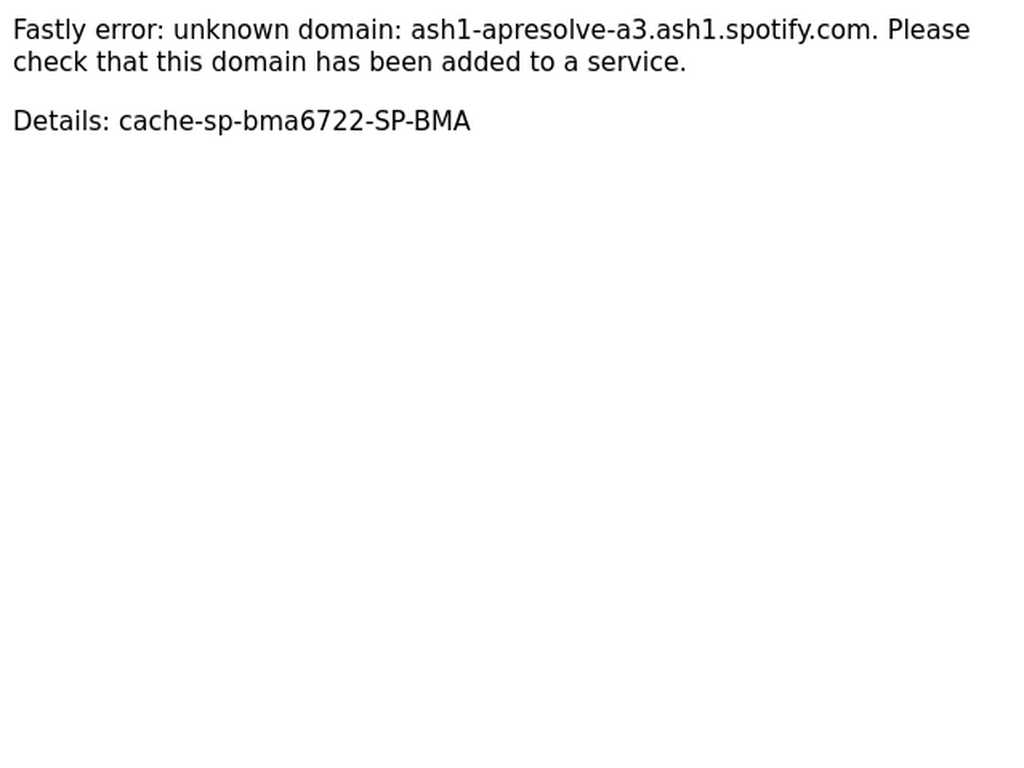 Fastly error: unknown domain: ash1-apresolve-a3.ash1.spotify.com. Please
check that this domain has been added to a service.
Details: cache-sp-bma6722-SP-BMA